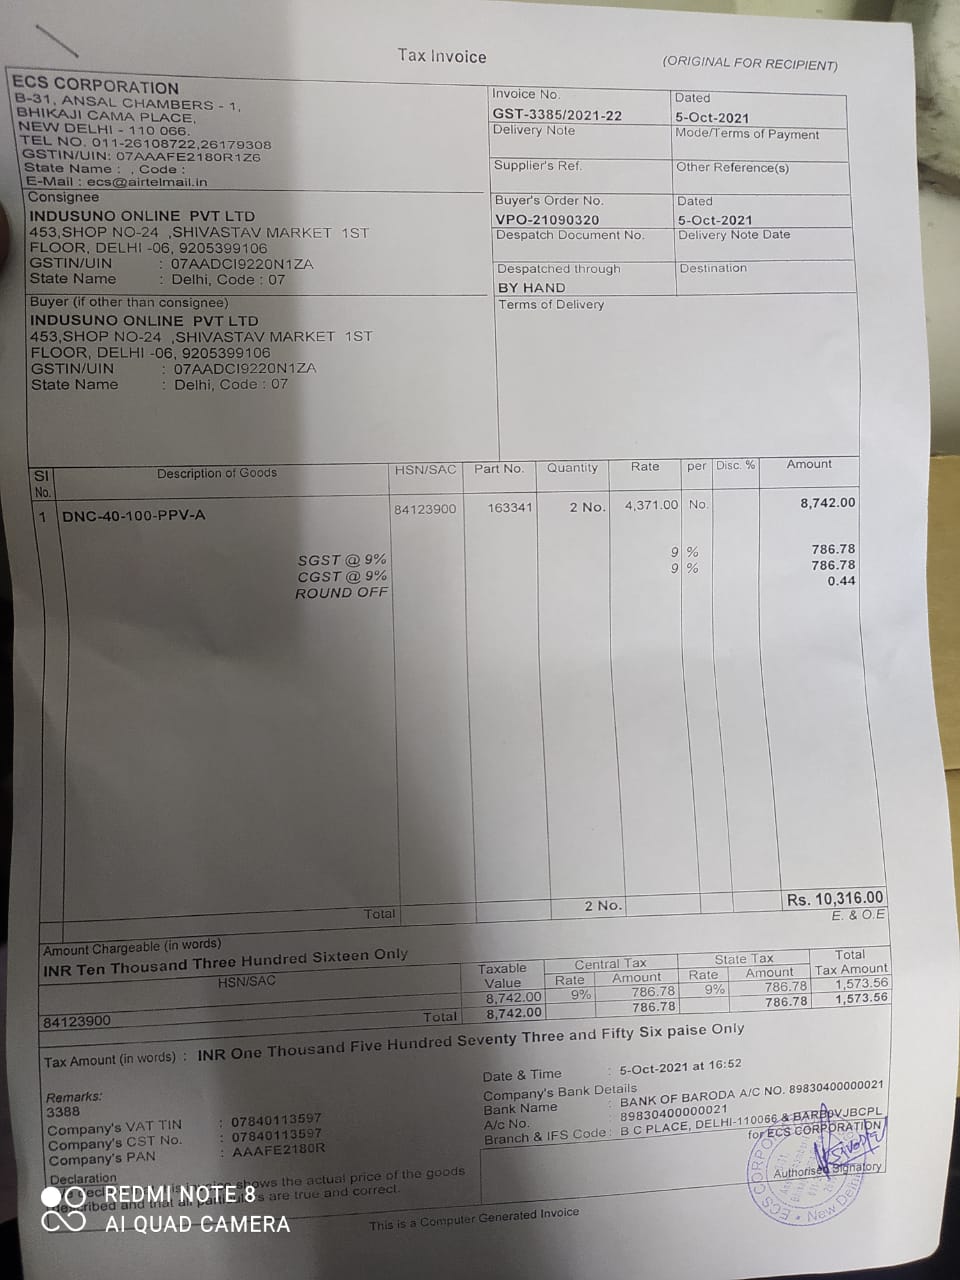 Tax Invoice
(ORIGINAL FOR RECIPIENT)
ECS CORPORATION
B-31, ANSAL CHAMBERS - 1,
BHIKAJI CAMA PLACE,
NEW DELHI - 110 066.
TEL NO. 011-26108722,26179308
GSTIN/UIN: 07AAAFE2180R1Z6
State Name : , Code :
E-Mail : ecs@airtelmail.in
Invoice No.
GST-3385/2021-22
Dated
5-Oct-2021
Delivery Note
Mode/Terms of Payment
Supplier's Ref.
Other Reference(s)
Consignee
INDUSUNO ONLINE PVT LTD
453,SHOP NO-24 ,SHIVASTAV MARKET 1ST
FLOOR, DELHI -06, 9205399106
GSTIN/UIN : 07AADCI9220N1ZA
State Name : Delhi, Code : 07
Buyer's Order No.
VPO-21090320
Dated
5-Oct-2021
Despatch Document No.
Delivery Note Date
Despatched through
BY HAND
Destination
Terms of Delivery
Buyer (if other than consignee)
INDUSUNO ONLINE PVT LTD
453,SHOP NO-24 ,SHIVASTAV MARKET 1ST
FLOOR, DELHI -06, 9205399106
GSTIN/UIN : 07AADCI9220N1ZA
State Name : Delhi, Code : 07
Sl No. Description of Goods HSN/SAC Part No. Quantity Rate per Disc. % Amount
1 DNC-40-100-PPV-A 84123900 163341 2 No. 4,371.00 No. 8,742.00
SGST @ 9% 9 % 786.78
CGST @ 9% 9 % 786.78
ROUND OFF 0.44
Total 2 No. Rs. 10,316.00
E. & O.E
Amount Chargeable (in words)
INR Ten Thousand Three Hundred Sixteen Only
HSN/SAC Taxable Value Central Tax Rate Amount State Tax Rate Amount Total Tax Amount
84123900 8,742.00 9% 786.78 9% 786.78 1,573.56
Total 8,742.00 786.78 786.78 1,573.56
Tax Amount (in words) : INR One Thousand Five Hundred Seventy Three and Fifty Six paise Only
Date & Time : 5-Oct-2021 at 16:52
Remarks:
3388
Company's VAT TIN : 07840113597
Company's CST No. : 07840113597
Company's PAN : AAAFE2180R
Company's Bank Details
Bank Name : BANK OF BARODA A/C NO. 89830400000021
A/c No. : 89830400000021
Branch & IFS Code : B C PLACE, DELHI-110066 & BARB0VJBCPL
for ECS CORPORATION
Authorised Signatory
Declaration
shows the actual price of the goods
described and that all particulars are true and correct.
This is a Computer Generated Invoice
REDMI NOTE 8
AI QUAD CAMERA
ECS CORPO
New Delhi